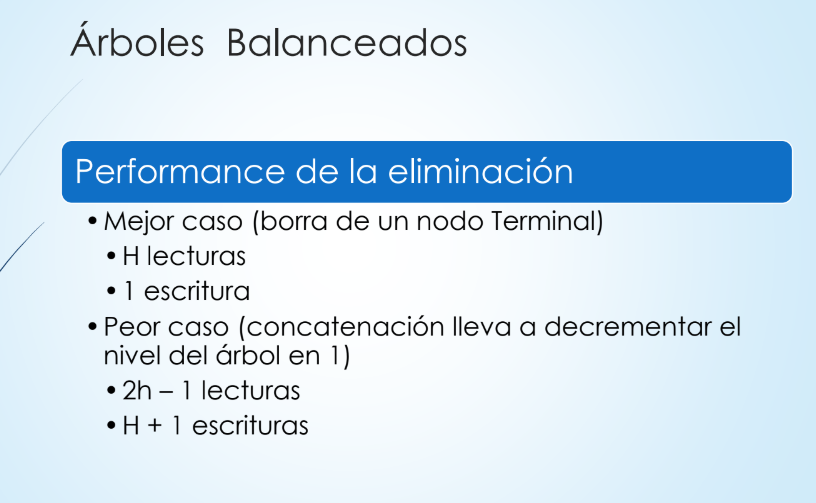 Árboles  Balanceados
Performance de la eliminación
• Mejor caso (borra de un nodo Terminal)
• H lecturas
• 1 escritura
• Peor caso (concatenación lleva a decrementar el
nivel del árbol en 1)
• 2h – 1 lecturas
• H + 1 escrituras